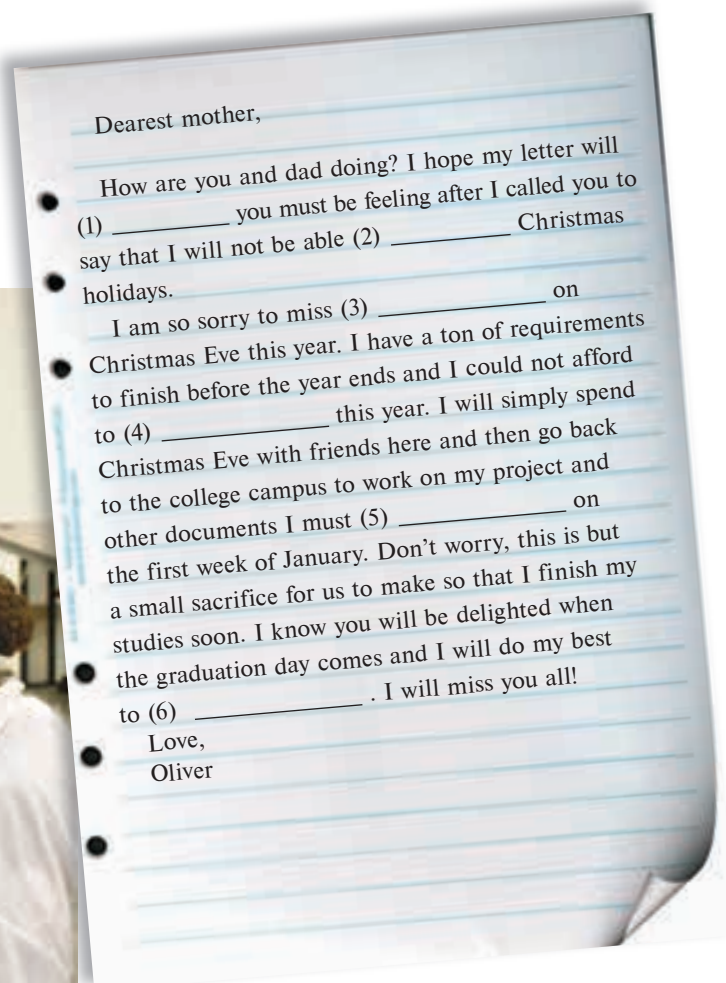 Dearest mother,
How are you and dad doing? I hope my letter will
(1) __________ you must be feeling after I called you to
say that I will not be able (2) __________ Christmas
holidays.
I am so sorry to miss (3) ______________ on
Christmas Eve this year. I have a ton of requirements
to finish before the year ends and I could not afford
to (4) ______________ this year. I will simply spend
Christmas Eve with friends here and then go back
to the college campus to work on my project and
other documents I must (5) ______________ on
the first week of January. Don't worry, this is but
a small sacrifice for us to make so that I finish my
studies soon. I know you will be delighted when
the graduation day comes and I will do my best
to (6) ______________ . I will miss you all!
Love,
Oliver